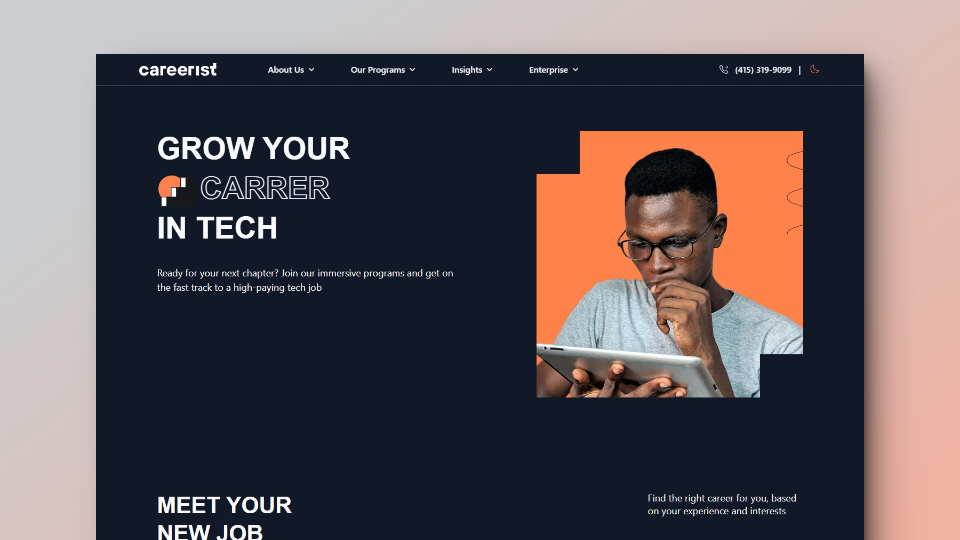 careerist
About Us
Our Programs
Insights
Enterprise
(415) 319-9099 |
GROW YOUR
CARRER
IN TECH
Ready for your next chapter? Join our immersive programs and get on
the fast track to a high-paying tech job
MEET YOUR
NEW JOB
Find the right career for you, based
on your experience and interests